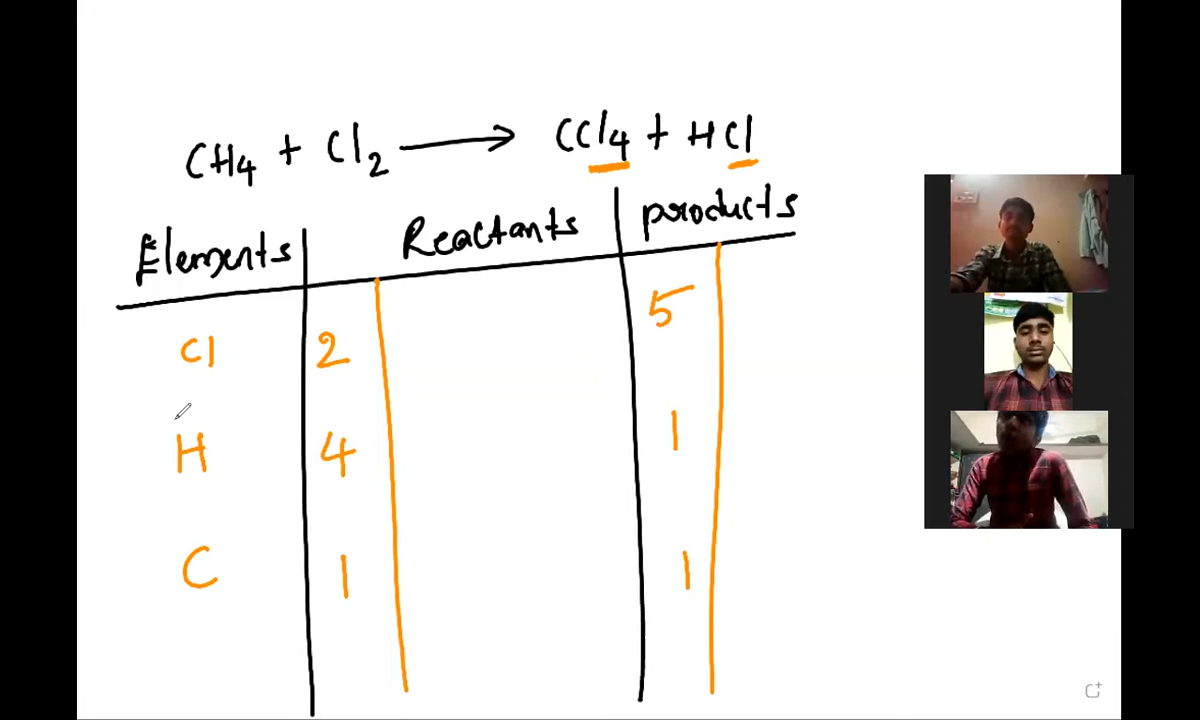 CH4 + Cl2 → CCl4 + HCl
Elements Reactants products
Cl 2 5
H 4 1
C 1 1